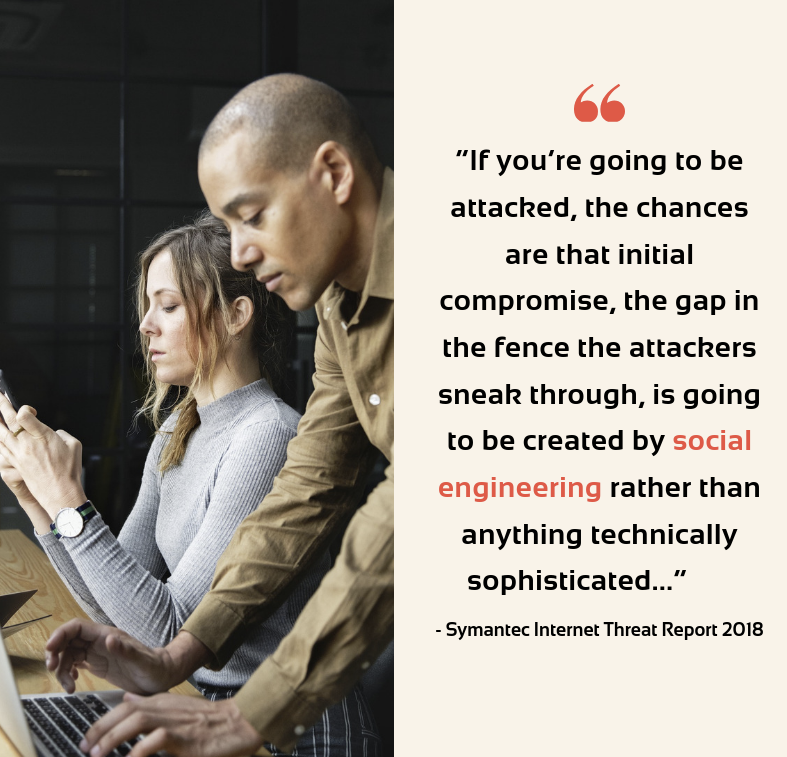 “
”If you’re going to be
attacked, the chances
are that initial
compromise, the gap in
the fence the attackers
sneak through, is going
to be created by social
engineering rather than
anything technically
sophisticated...”
- Symantec Internet Threat Report 2018